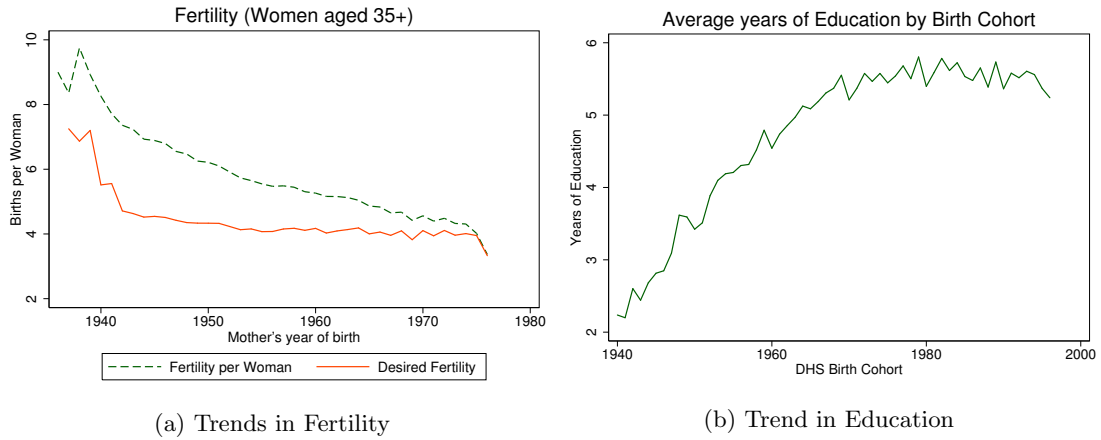 Fertility (Women aged 35+)
Births per Woman
10
8
6
4
2
1940 1950 1960 1970 1980
Mother's year of birth
Fertility per Woman Desired Fertility
(a) Trends in Fertility
Average years of Education by Birth Cohort
Years of Education
6
5
4
3
2
1940 1960 1980 2000
DHS Birth Cohort
(b) Trend in Education